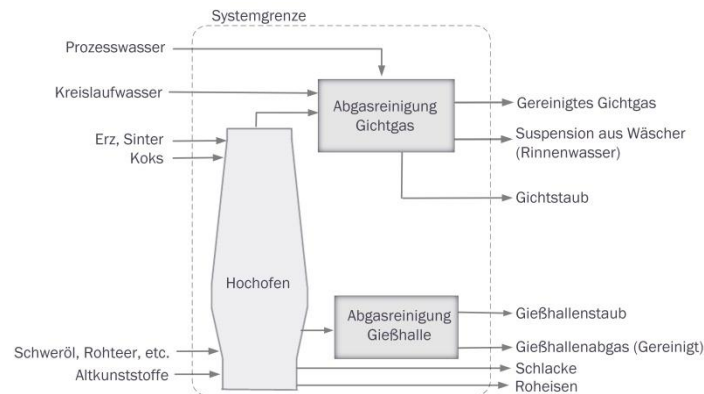 Systemgrenze
Prozesswasser
Kreislaufwasser
Abgasreinigung
Gichtgas
Gereinigtes Gichtgas
Suspension aus Wäscher
(Rinnenwasser)
Erz, Sinter
Koks
Gichtstaub
Hochofen
Abgasreinigung
Gießhalle
Gießhallenstaub
Gießhallenabgas (Gereinigt)
Schweröl, Rohteer, etc.
Altkunststoffe
Schlacke
Roheisen